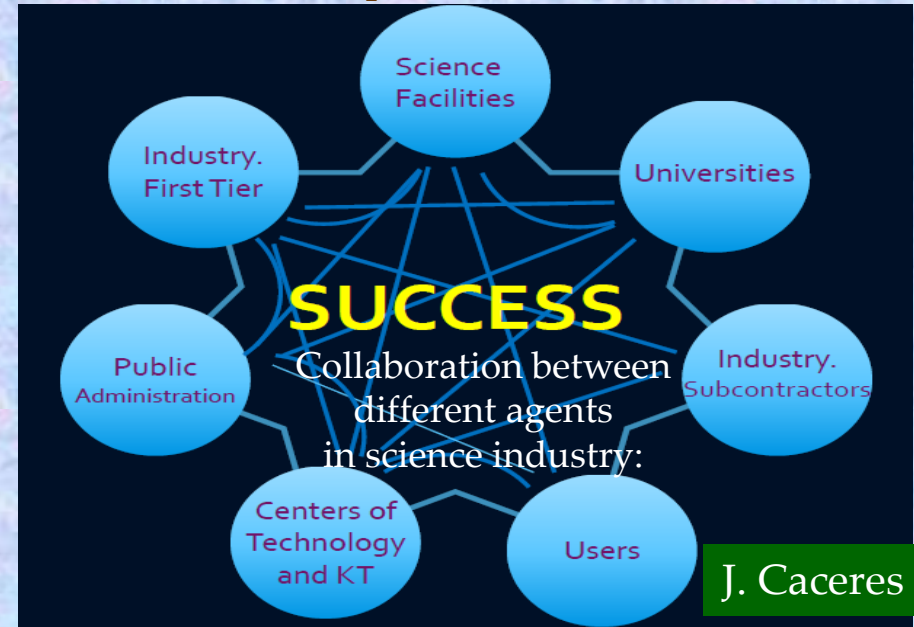 Science
Facilities
Industry.
First Tier
Universities
SUCCESS
Collaboration between
different agents
in science industry:
Public
Administration
Industry.
Subcontractors
Centers of
Technology
and KT
Users
J. Caceres